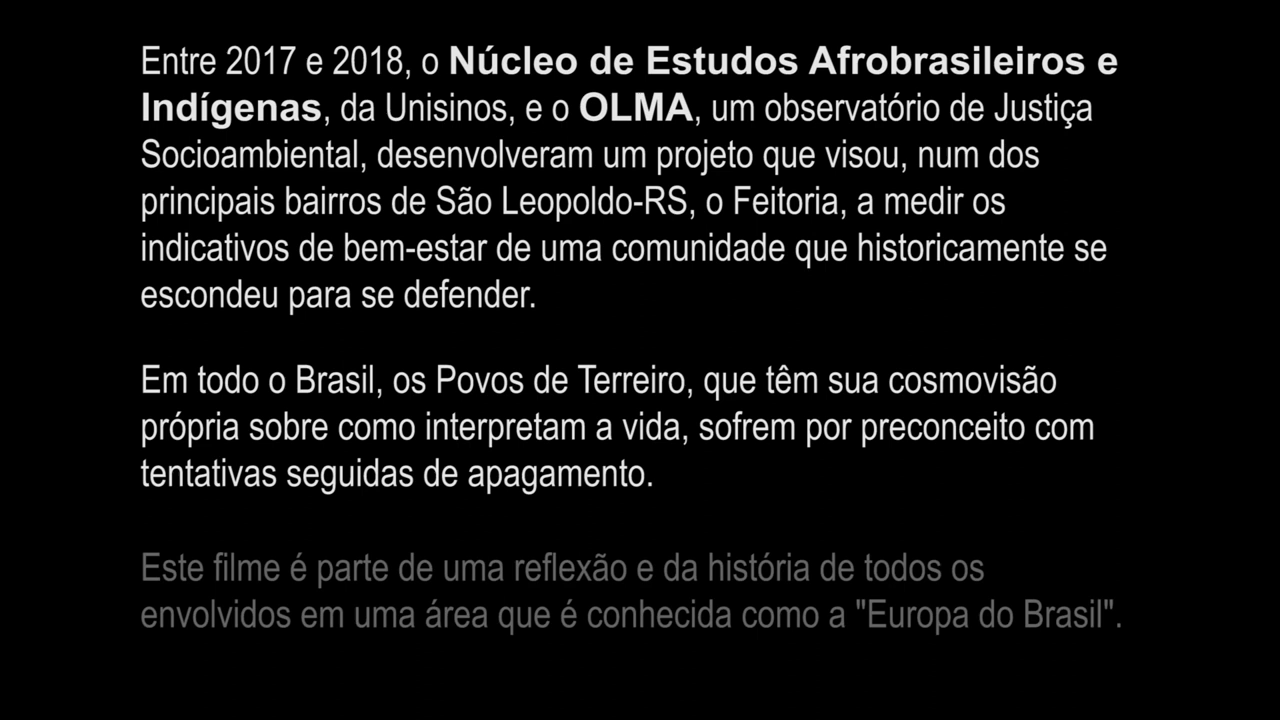 Entre 2017 e 2018, o Núcleo de Estudos Afrobrasileiros e
Indígenas, da Unisinos, e o OLMA, um observatório de Justiça
Socioambiental, desenvolveram um projeto que visou, num dos
principais bairros de São Leopoldo-RS, o Feitoria, a medir os
indicativos de bem-estar de uma comunidade que historicamente se
escondeu para se defender.
Em todo o Brasil, os Povos de Terreiro, que têm sua cosmovisão
própria sobre como interpretam a vida, sofrem por preconceito com
tentativas seguidas de apagamento.
Este filme é parte de uma reflexão e da história de todos os
envolvidos em uma área que é conhecida como a "Europa do Brasil".